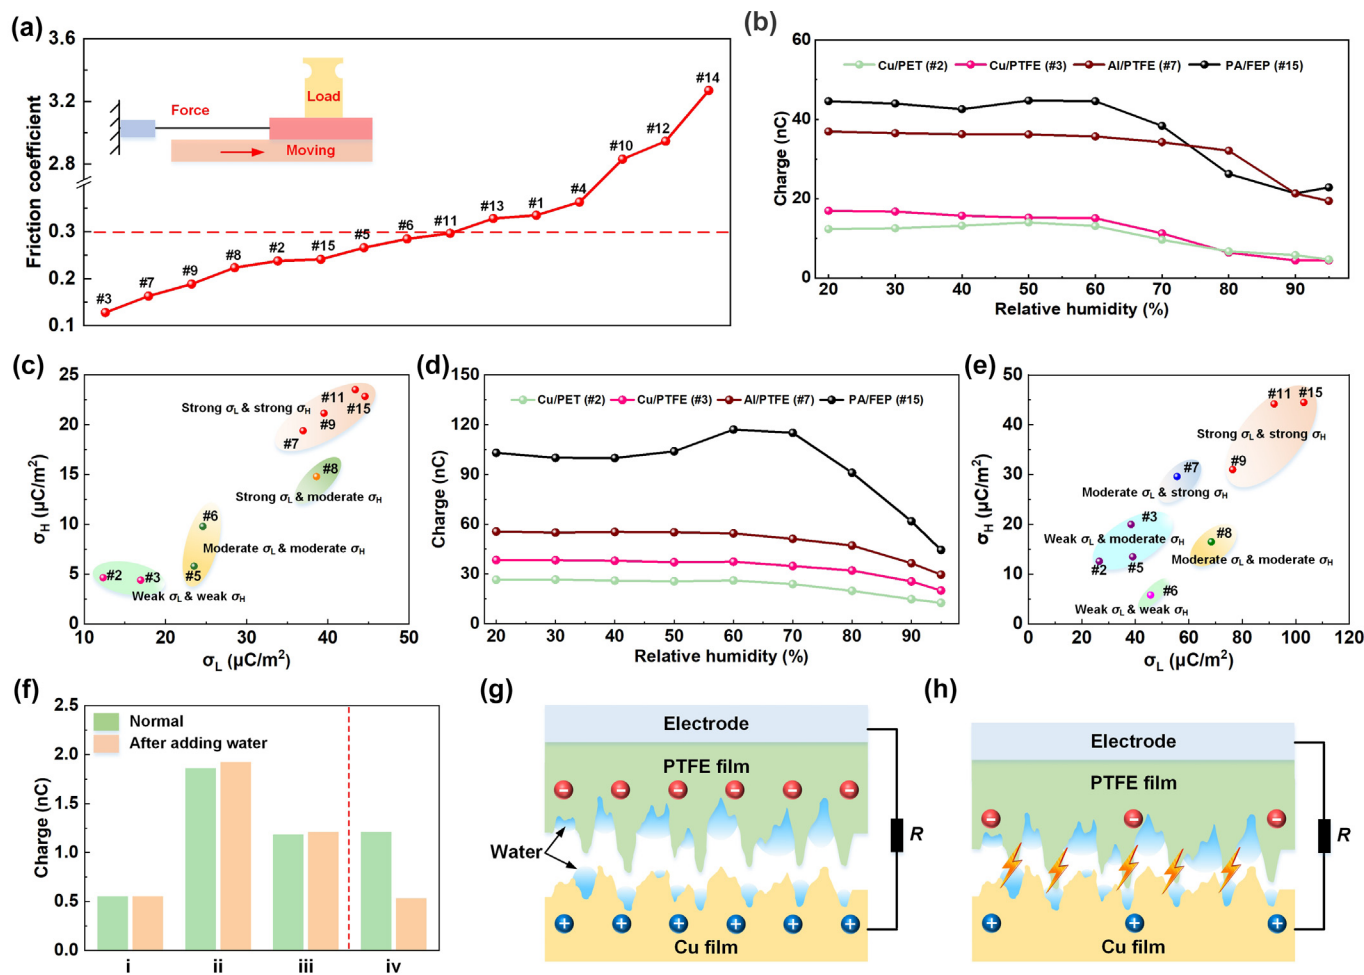 (a)
3.6
3.2
2.8
0.3
0.2
0.1
Friction coefficient
Force
Load
Moving
#3
#7
#9
#8
#2
#15
#5
#6
#11
#13
#1
#4
#10
#12
#14
(b)
60
40
20
0
Charge (nC)
Cu/PET (#2)
Cu/PTFE (#3)
Al/PTFE (#7)
PA/FEP (#15)
20 30 40 50 60 70 80 90
Relative humidity (%)
(c)
25
20
15
10
5
0
σH (μC/m²)
Strong σL & strong σH
#11
#15
#9
#7
#8
Strong σL & moderate σH
#6
Moderate σL & moderate σH
#5
#2
#3
Weak σL & weak σH
10 20 30 40 50
σL (μC/m²)
(d)
150
120
90
60
30
0
Charge (nC)
Cu/PET (#2)
Cu/PTFE (#3)
Al/PTFE (#7)
PA/FEP (#15)
20 30 40 50 60 70 80 90
Relative humidity (%)
(e)
50
40
30
20
10
0
σH (μC/m²)
#11
#15
Strong σL & strong σH
#9
#7
Moderate σL & strong σH
#3
Weak σL & moderate σH
#8
#2
#5
Moderate σL & moderate σH
#6
Weak σL & weak σH
0 20 40 60 80 100 120
σL (μC/m²)
(f)
2.5
2.0
1.5
1.0
0.5
0.0
Charge (nC)
Normal
After adding water
i ii iii iv
(g)
Electrode
PTFE film
Water
Cu film
R
(h)
Electrode
PTFE film
Cu film
R